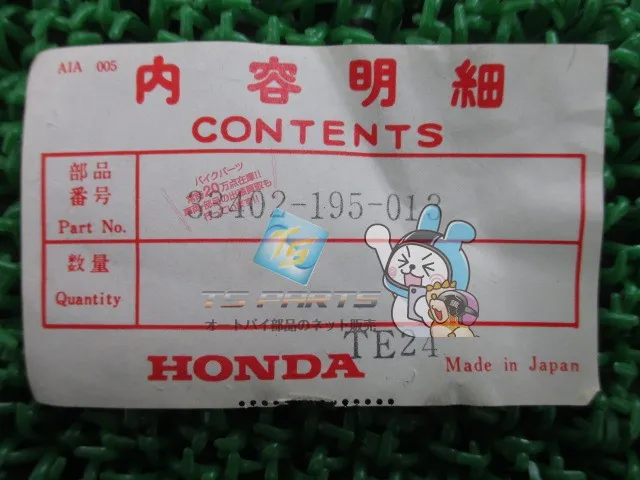 A1A 005
内容明細
CONTENTS
部品
番号
Part No.
33402-195-013
バイクパーツ
数量
Quantity
TS PARTS
オートバイ部品のネット販売
TE24
HONDA
Made in Japan